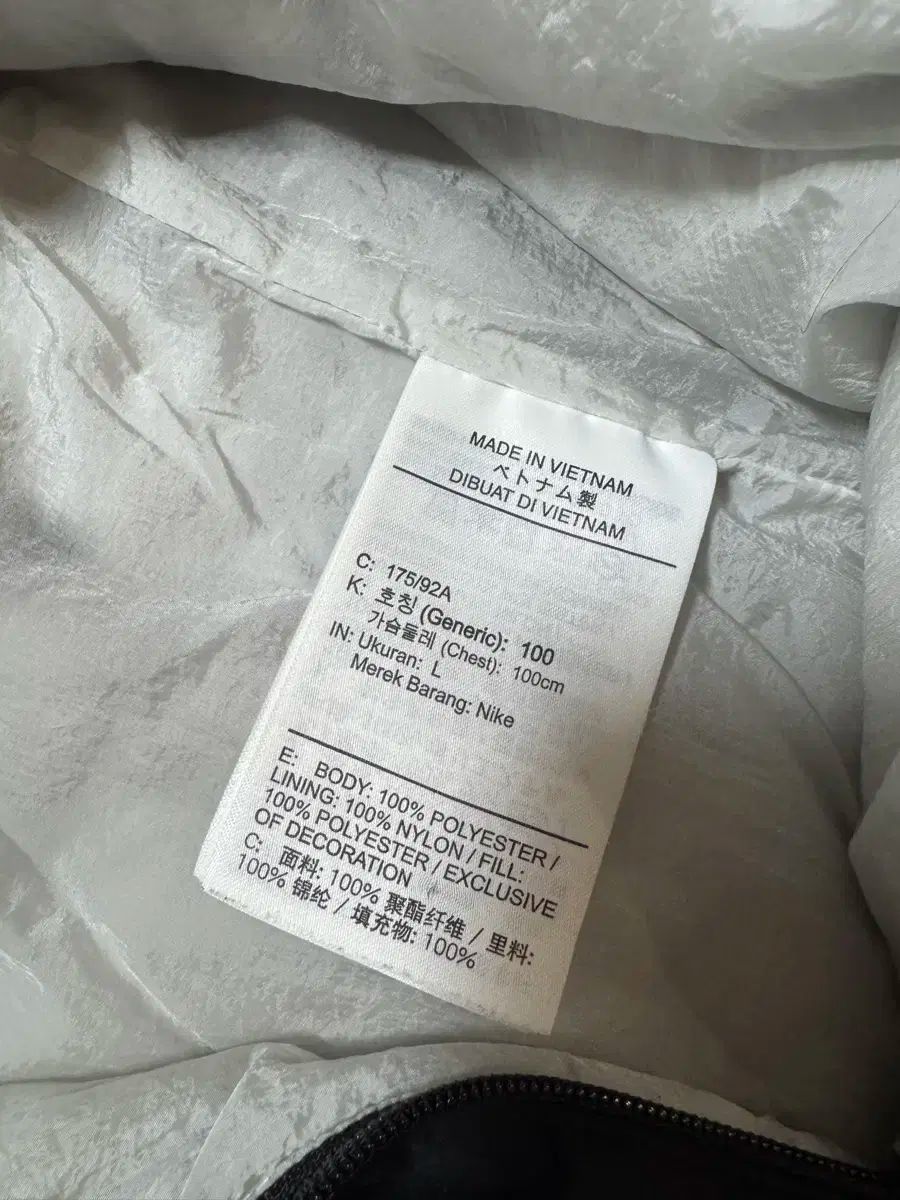 MADE IN VIETNAM
ベトナム製
DIBUAT DI VIETNAM
C: 175/92A
K: 호칭 (Generic): 100
가슴둘레 (Chest): 100cm
IN: Ukuran: L
Merek Barang: Nike
E: BODY: 100% POLYESTER /
LINING: 100% NYLON / FILL:
100% POLYESTER / EXCLUSIVE
OF DECORATION
C: 面料: 100% 聚酯纤维 / 里料:
100% 锦纶 / 填充物: 100%